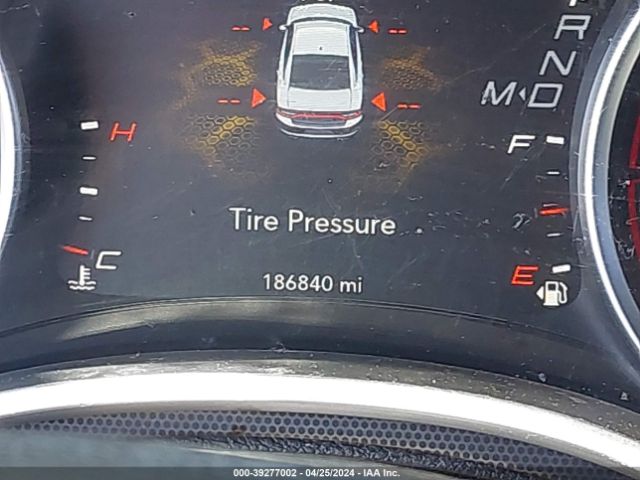 R
N
M D
-- --
-- --
H
F
C
E
Tire Pressure
186840 mi
000-39277002 - 04/25/2024 - IAA Inc.